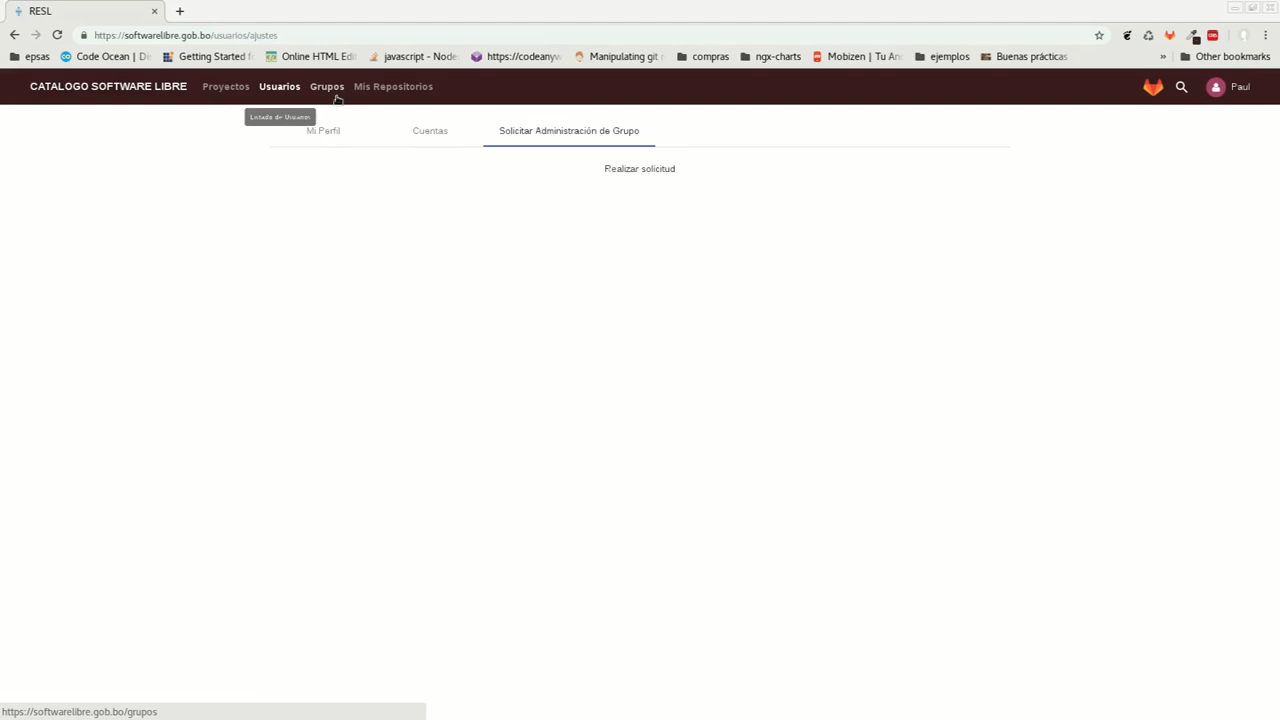 RESL
https://softwarelibre.gob.bo/usuarios/ajustes
epsas Code Ocean | Di Getting Started f Online HTML Edi javascript - Node https://codeanyw Manipulating git compras ngx-charts Mobizen | Tu An ejemplos Buenas prácticas » Other bookmarks
CATALOGO SOFTWARE LIBRE Proyectos Usuarios Grupos Mis Repositorios Paul
Listado de Usuarios
Mi Perfil Cuentas Solicitar Administración de Grupo
Realizar solicitud
https://softwarelibre.gob.bo/grupos